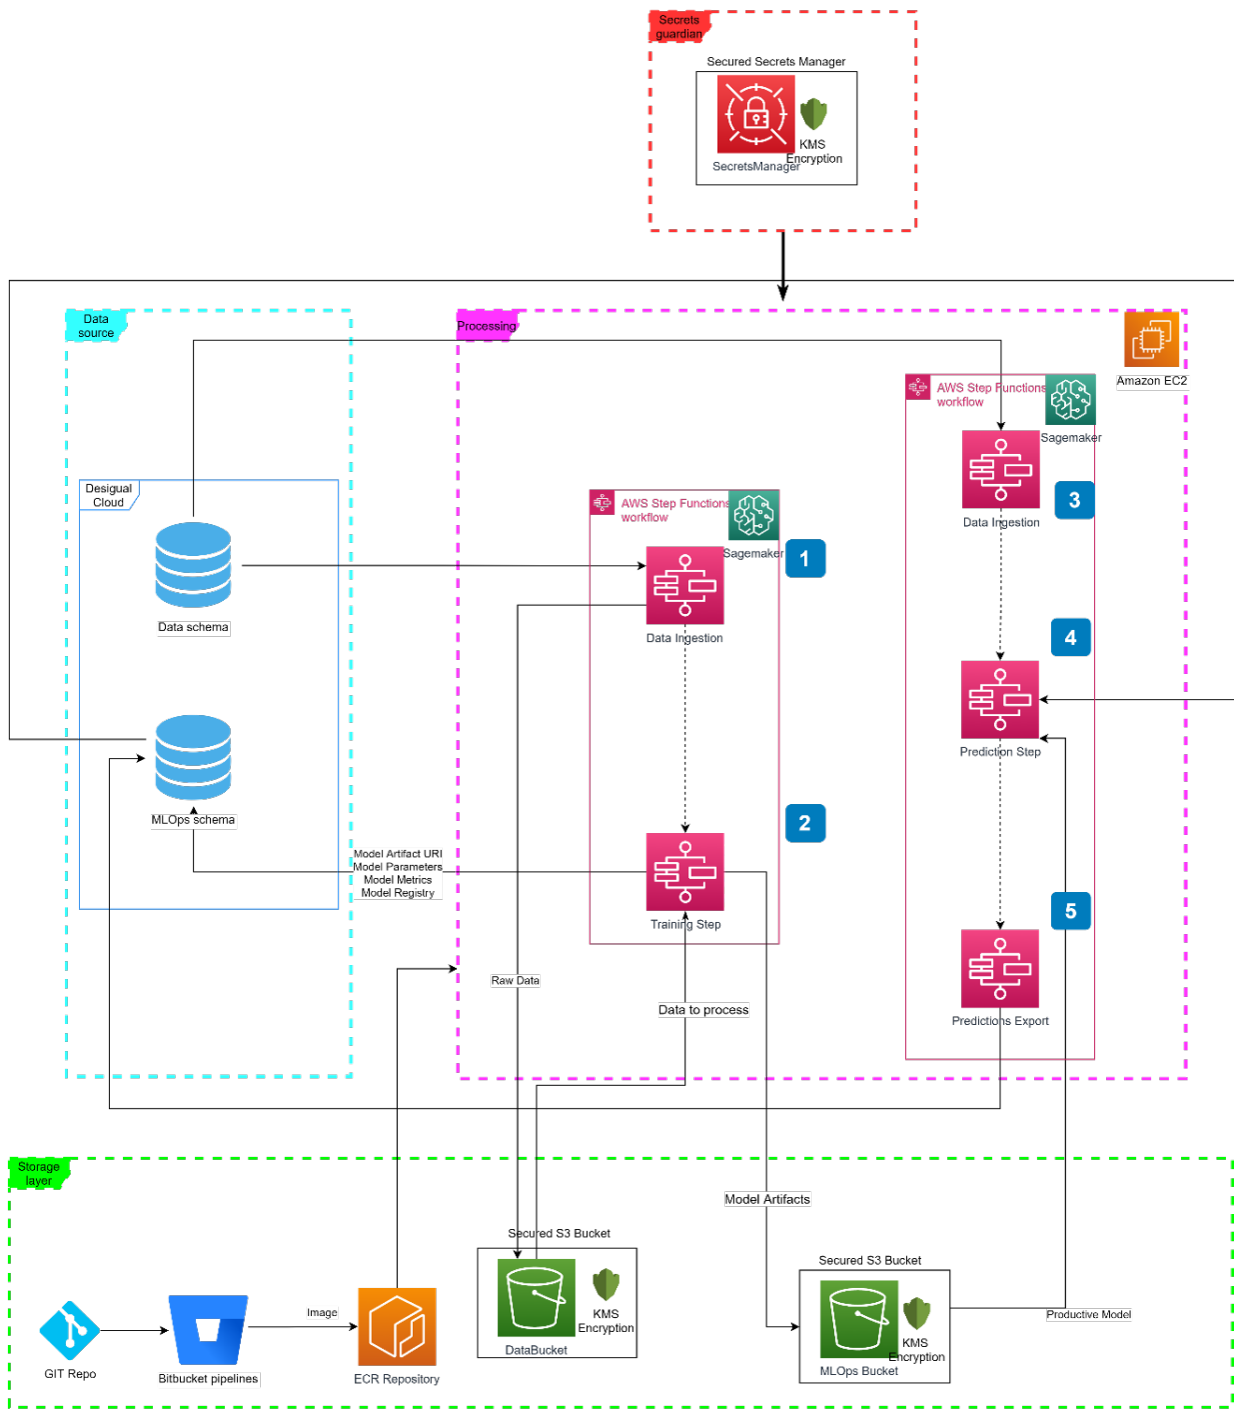 Secrets
guardian
Secured Secrets Manager
KMS
Encryption
SecretsManager
Data
source
Processing
Amazon EC2
AWS Step Functions
workflow
Sagemaker
Data Ingestion
3
Desigual
Cloud
AWS Step Functions
workflow
Sagemaker
1
Data Ingestion
Data schema
4
Prediction Step
MLOps schema
2
Model Artifact URI
Model Parameters
Model Metrics
Model Registry
Training Step
5
Predictions Export
Raw Data
Data to process
Storage
layer
Model Artifacts
Secured S3 Bucket
KMS
Encryption
DataBucket
Secured S3 Bucket
KMS
Encryption
MLOps Bucket
Productive Model
Image
GIT Repo
Bitbucket pipelines
ECR Repository